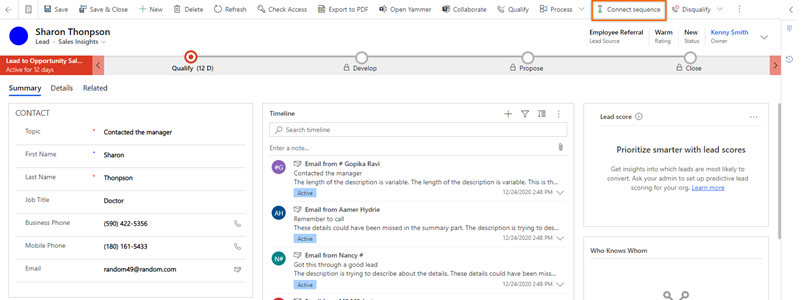 Save Save & Close New Delete Refresh Check Access Export to PDF Open Yammer Collaborate Qualify Process Connect sequence Disqualify
Sharon Thonpson
Lead · Sales Insights
Employee Referral
Lead Source
Warm
Rating
New
Status
Kenny Smith
Owner
Lead to Opportunity Sal...
Active for 12 days
Qualify (12 D)
Develop
Propose
Close
Summary Details Related
CONTACT
Topic * Contacted the manager
First Name * Sharon
Last Name * Thonpson
Job Title Doctor
Business Phone (590) 422-5356
Mobile Phone (180) 161-5433
Email random49@random.com
Timeline
Search timeline
Enter a note...
#G
Email from # Gopika Ravi
Contacted the manager
The length of the description is variable. The length of the description is variable. This is th...
Active
12/24/2020 2:48 PM
AH
Email from Aamer Hydrie
Remember to call
These details could have been missed in the summary part. The description is trying to des...
Active
12/24/2020 2:48 PM
N#
Email from Nancy #
Got this through a good lead
The description is trying to describe about the details. These details could have been miss...
Active
12/24/2020 2:48 PM
Lead score
Prioritize smarter with lead scores
Get insights into which leads are most likely to
convert. Ask your admin to set up predictive lead
scoring for your org. Learn more
Who Knows Whom